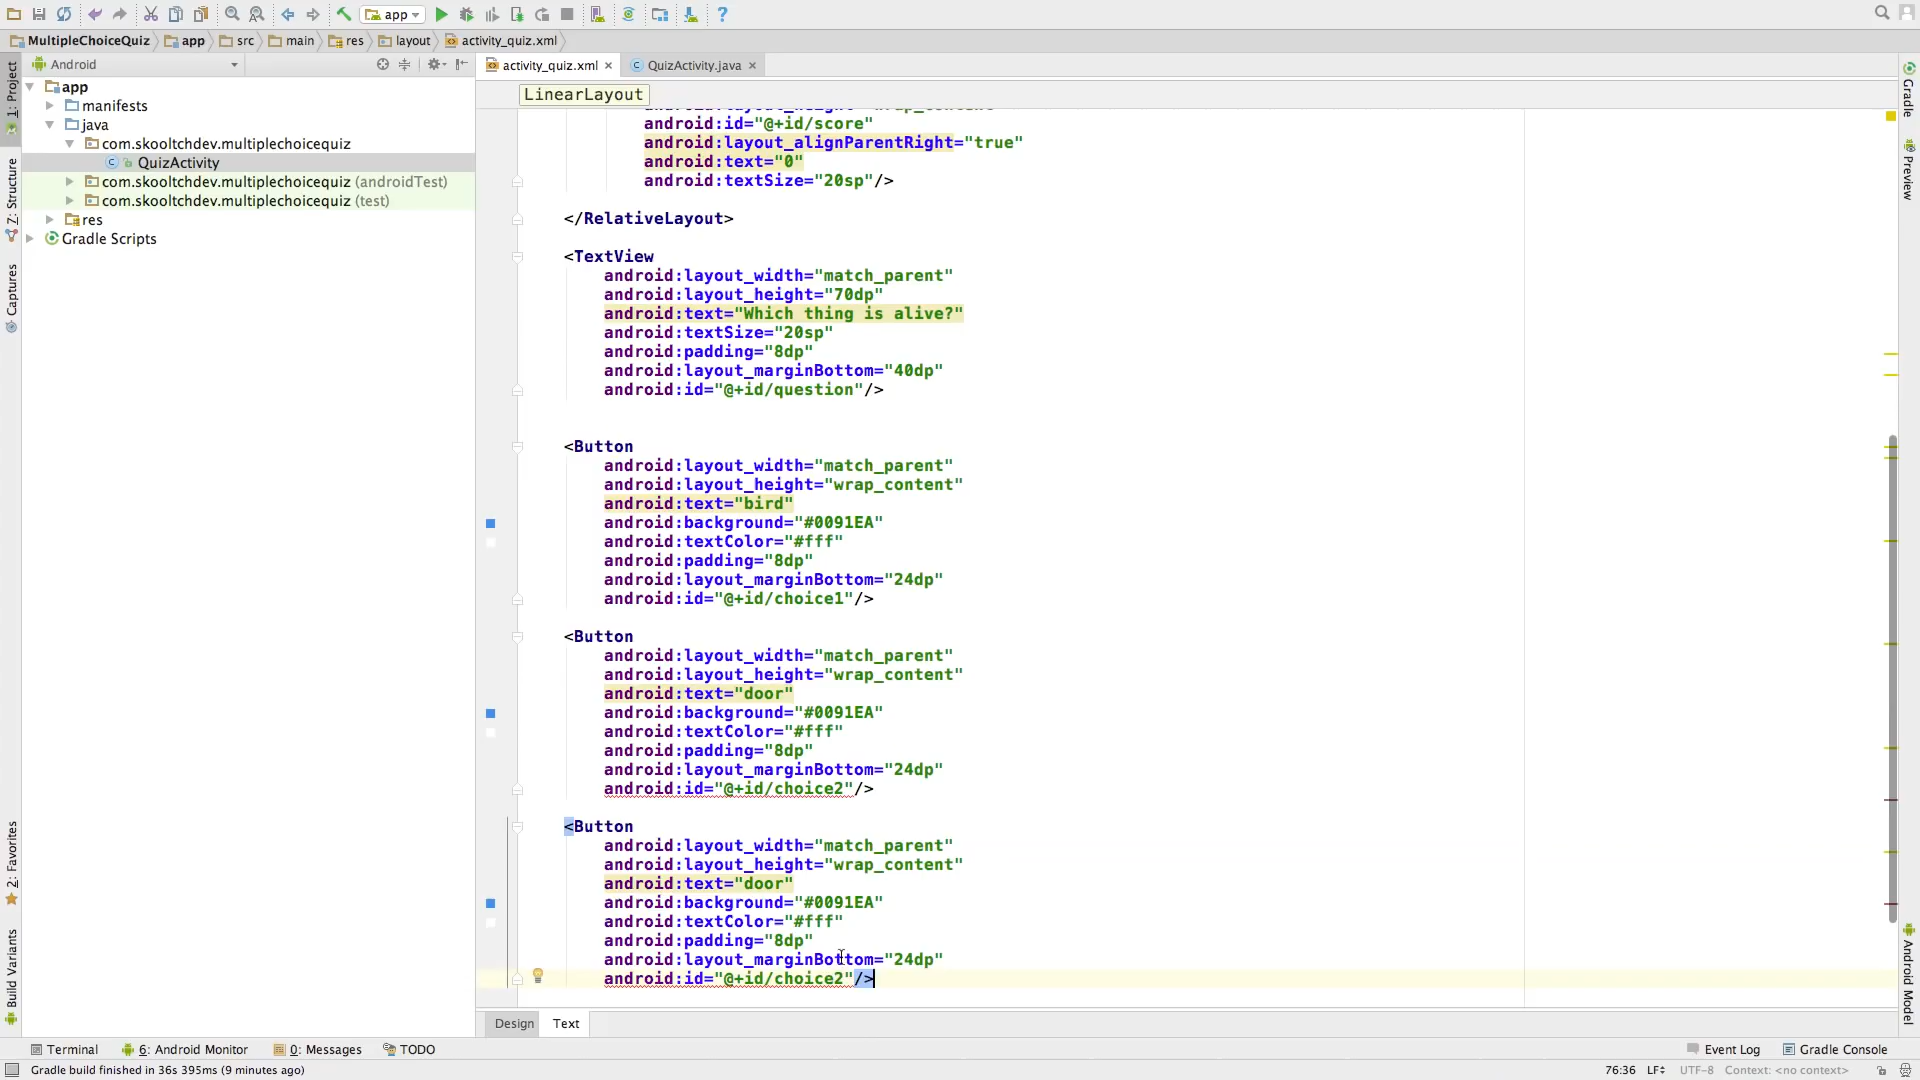 app
MultipleChoiceQuiz
app
src
main
res
layout
activity_quiz.xml
1: Project
Z: Structure
Captures
2: Favorites
Build Variants
Android
app
manifests
java
com.skooltchdev.multiplechoicequiz
QuizActivity
com.skooltchdev.multiplechoicequiz (androidTest)
com.skooltchdev.multiplechoicequiz (test)
res
Gradle Scripts
activity_quiz.xml
QuizActivity.java
LinearLayout
android:id="@+id/score"
android:layout_alignParentRight="true"
android:text="0"
android:textSize="20sp"/>
</RelativeLayout>
<TextView
android:layout_width="match_parent"
android:layout_height="70dp"
android:text="Which thing is alive?"
android:textSize="20sp"
android:padding="8dp"
android:layout_marginBottom="40dp"
android:id="@+id/question"/>
<Button
android:layout_width="match_parent"
android:layout_height="wrap_content"
android:text="bird"
android:background="#0091EA"
android:textColor="#fff"
android:padding="8dp"
android:layout_marginBottom="24dp"
android:id="@+id/choice1"/>
<Button
android:layout_width="match_parent"
android:layout_height="wrap_content"
android:text="door"
android:background="#0091EA"
android:textColor="#fff"
android:padding="8dp"
android:layout_marginBottom="24dp"
android:id="@+id/choice2"/>
<Button
android:layout_width="match_parent"
android:layout_height="wrap_content"
android:text="door"
android:background="#0091EA"
android:textColor="#fff"
android:padding="8dp"
android:layout_marginBottom="24dp"
android:id="@+id/choice2"/>
Design
Text
Gradle
Preview
Android Model
Terminal
6: Android Monitor
0: Messages
TODO
Event Log
Gradle Console
Gradle build finished in 36s 395ms (9 minutes ago)
76:36
LF
UTF-8
Context: <no context>